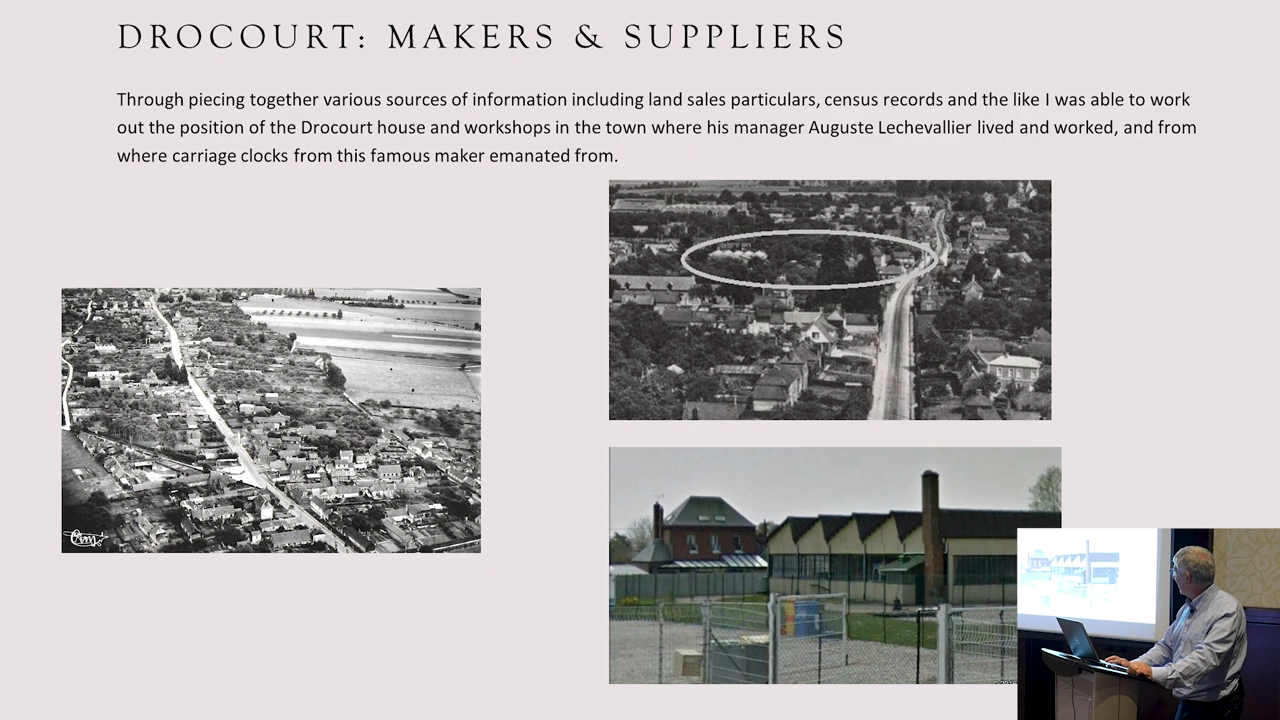 DROCOURT: MAKERS & SUPPLIERS
Through piecing together various sources of information including land sales particulars, census records and the like I was able to work
out the position of the Drocourt house and workshops in the town where his manager Auguste Lechevallier lived and worked, and from
where carriage clocks from this famous maker emanated from.